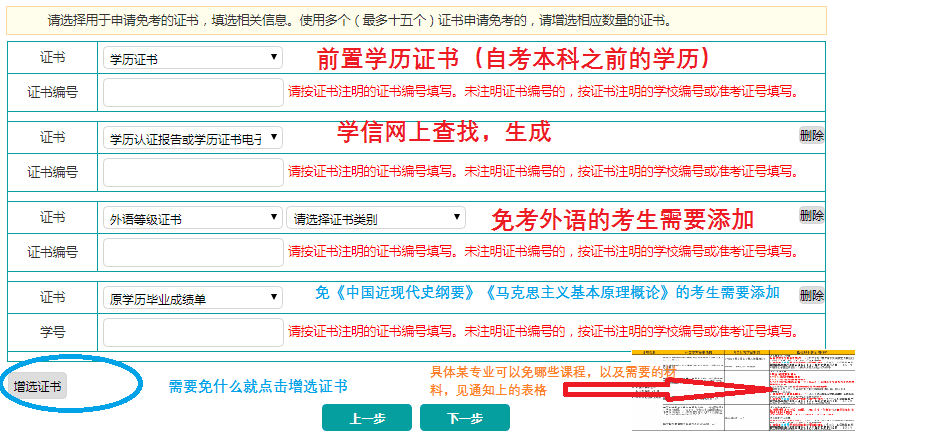 请选择用于申请免考的证书，填选相关信息。使用多个（最多十五个）证书申请免考的，请增选相应数量的证书。
证书 学历证书 前置学历证书（自考本科之前的学历）
证书编号 请按证书注明的证书编号填写。未注明证书编号的，按证书注明的学校编号或准考证号填写。
证书 学历认证报告或学历证书电子 学信网上查找，生成 删除
证书编号 请按证书注明的证书编号填写。未注明证书编号的，按证书注明的学校编号或准考证号填写。
证书 外语等级证书 请选择证书类别 免考外语的考生需要添加 删除
证书编号 请按证书注明的证书编号填写。未注明证书编号的，按证书注明的学校编号或准考证号填写。
证书 原学历毕业成绩单 免《中国近现代史纲要》《马克思主义基本原理概论》的考生需要添加 删除
学号 请按证书注明的证书编号填写。未注明证书编号的，按证书注明的学校编号或准考证号填写。
增选证书 需要免什么就点击增选证书
具体某专业可以免哪些课程，以及需要的材
料，见通知上的表格
上一步 下一步